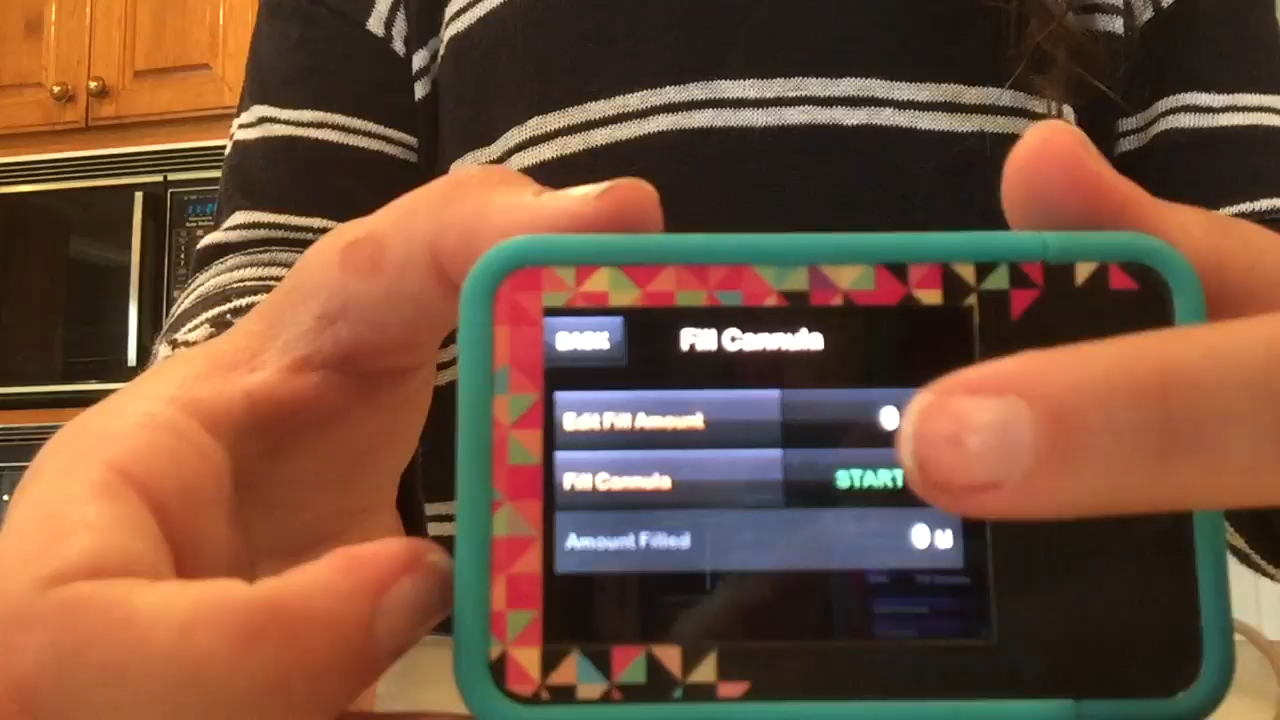 BACK
Fill Cannula
Edit Fill Amount 0
Fill Cannula START
Amount Filled 0 u